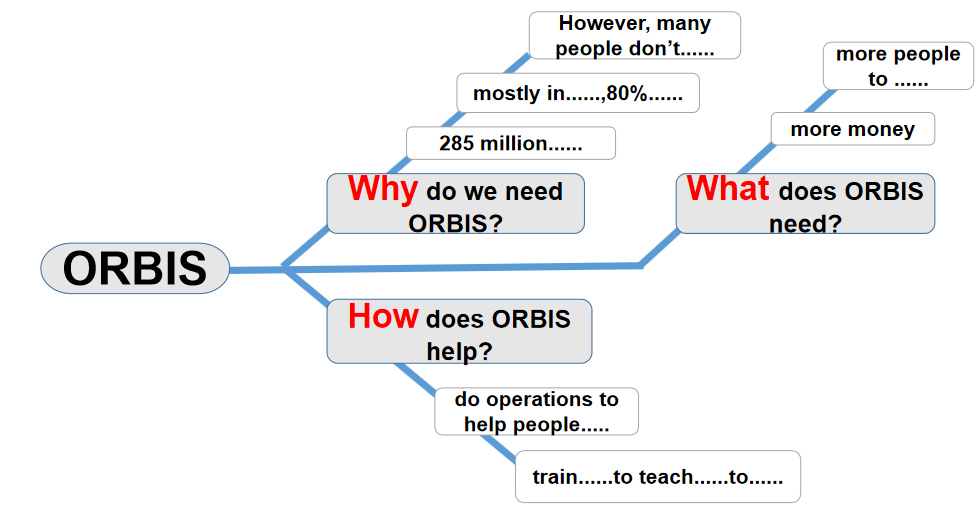 However, many
people don’t......
mostly in......,80%......
285 million......
Why do we need
ORBIS?
more people
to ......
more money
What does ORBIS
need?
ORBIS
How does ORBIS
help?
do operations to
help people.....
train......to teach......to......